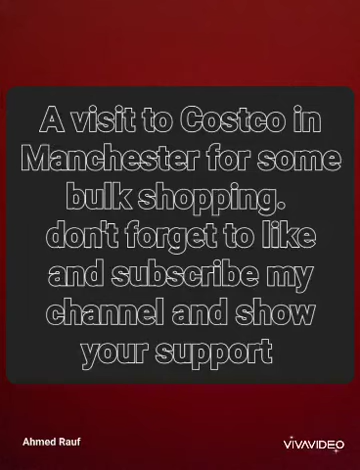 A visit to Costco in
Manchester for some
bulk shopping.
don't forget to like
and subscribe my
channel and show
your support
Ahmed Rauf
VIVAVIDEO